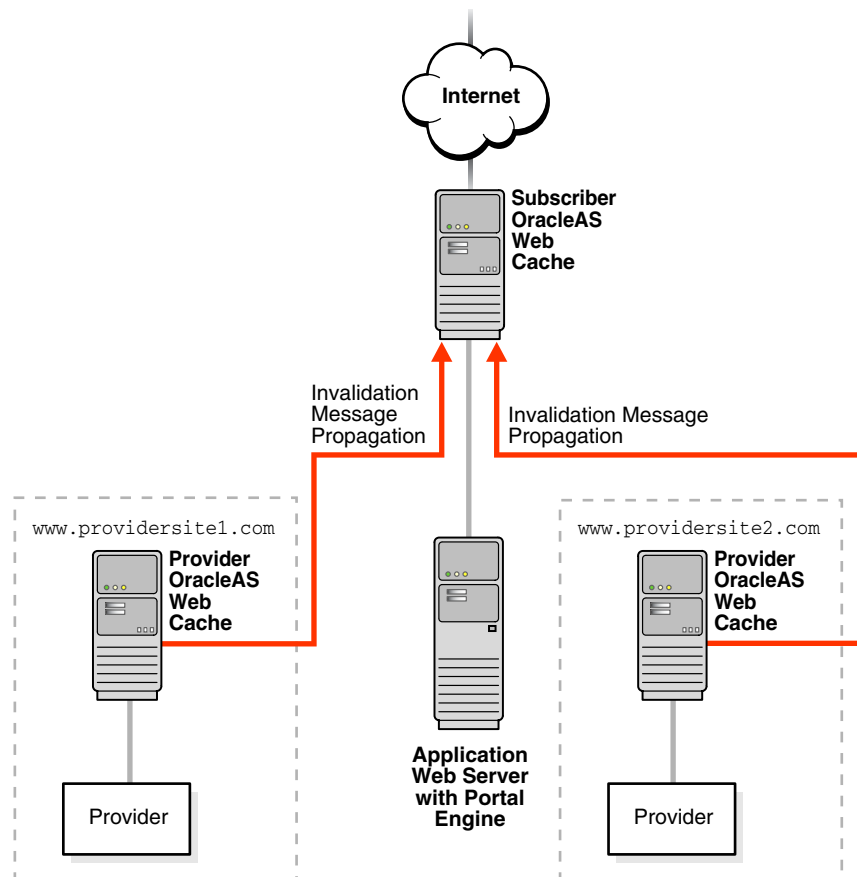 Internet
Subscriber
OracleAS
Web
Cache
Invalidation
Message
Propagation
Invalidation Message
Propagation
www.providersite1.com
Provider
OracleAS
Web
Cache
Provider
Application
Web Server
with Portal
Engine
www.providersite2.com
Provider
OracleAS
Web
Cache
Provider